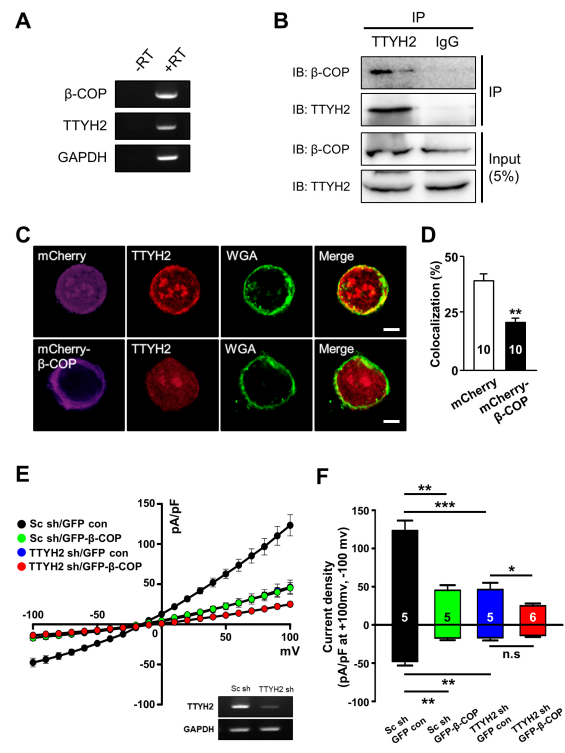 A
-RT
+RT
β-COP
TTYH2
GAPDH
B
IP
TTYH2 IgG
IB: β-COP
IB: TTYH2
IP
IB: β-COP
IB: TTYH2
Input
(5%)
C
mCherry
TTYH2
WGA
Merge
mCherry-
β-COP
TTYH2
WGA
Merge
D
Colocalization (%)
50
25
0
**
10
10
mCherry
mCherry-
β-COP
E
Sc sh/GFP con
Sc sh/GFP-β-COP
TTYH2 sh/GFP con
TTYH2 sh/GFP-β-COP
pA/pF
150
100
50
-100
-50
0
50
100
mV
-50
-100
Sc sh TTYH2 sh
TTYH2
GAPDH
F
Current density
(pA/pF at +100mv, -100 mv)
150
100
50
0
-50
-100
**
***
*
5
5
5
6
n.s
**
**
Sc sh
GFP con
Sc sh
GFP-β-COP
TTYH2 sh
GFP con
TTYH2 sh
GFP-β-COP